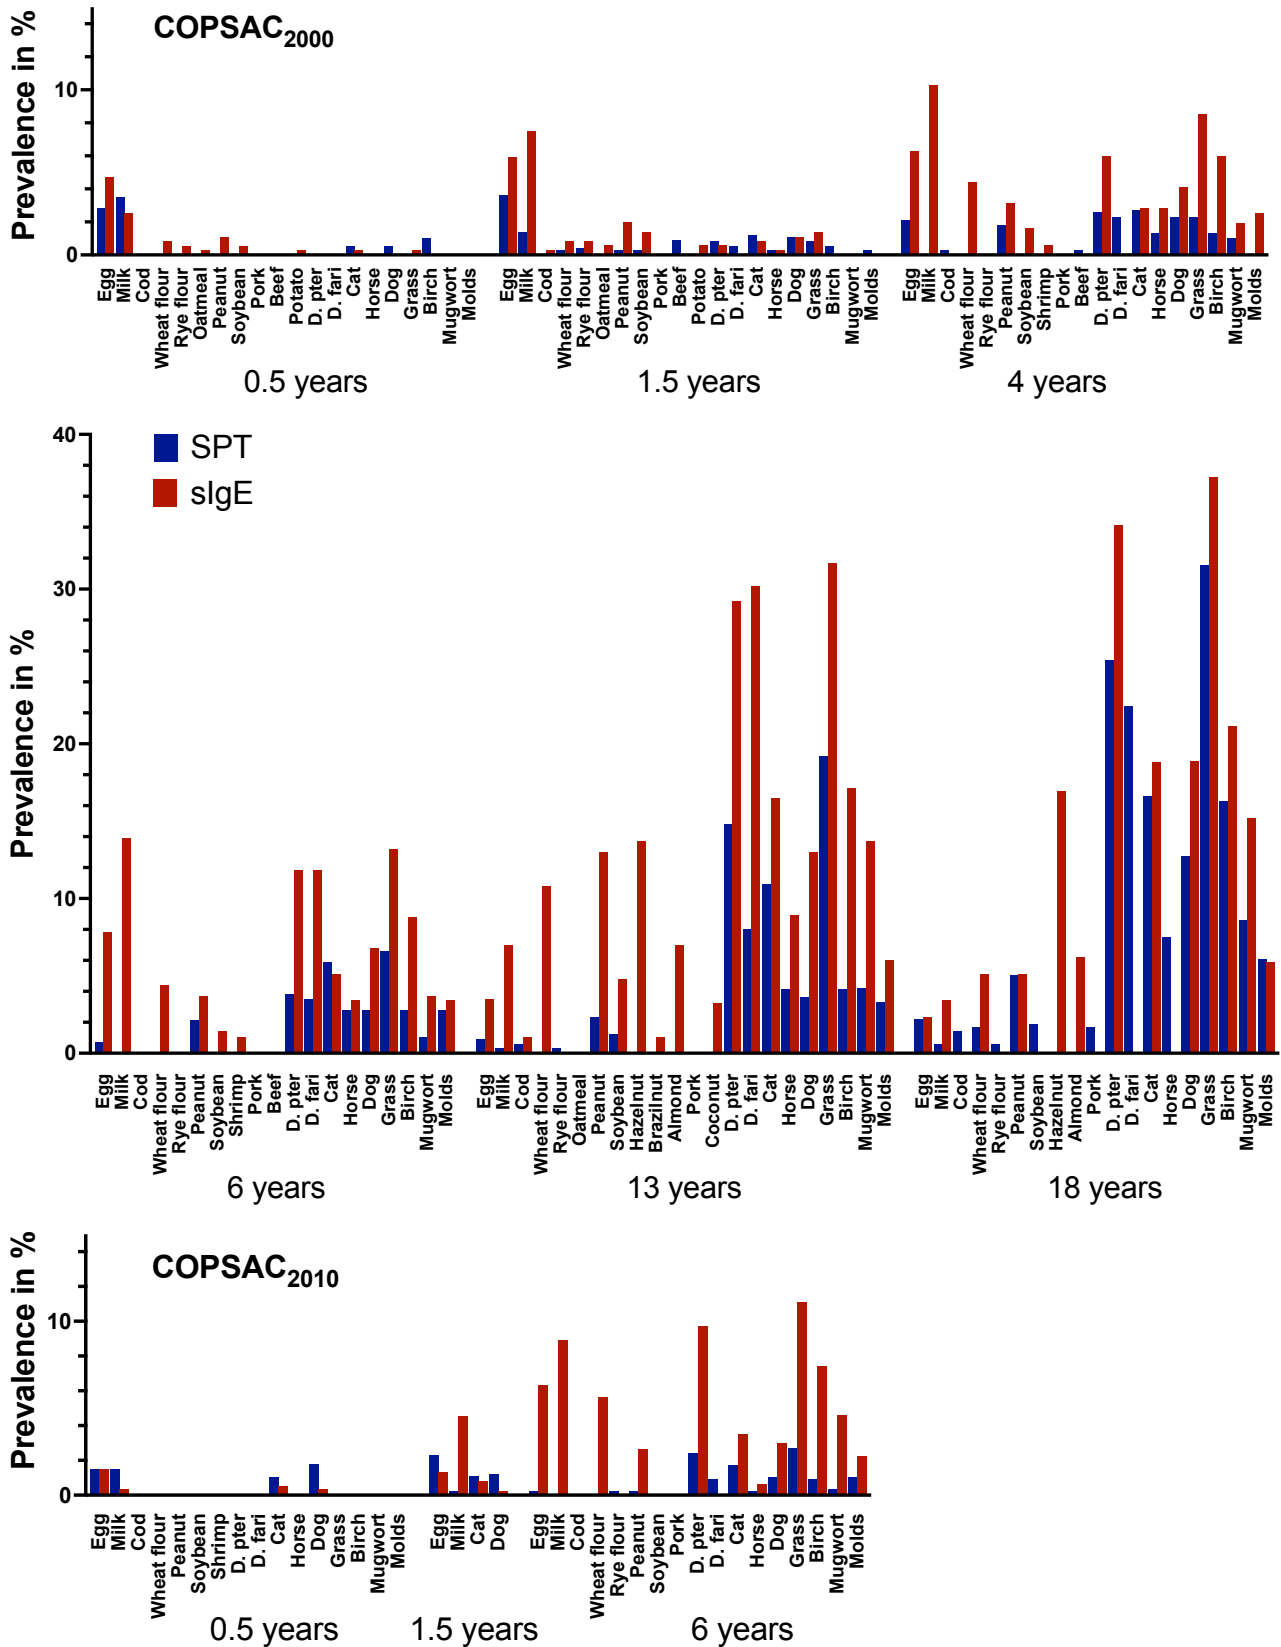 COPSAC2000
Prevalence in %
10
0
Egg
Milk
Cod
Wheat flour
Rye flour
Oatmeal
Peanut
Soybean
Pork
Beef
Potato
D. pter
D. fari
Cat
Horse
Dog
Grass
Birch
Mugwort
Molds
0.5 years
Egg
Milk
Cod
Wheat flour
Rye flour
Oatmeal
Peanut
Soybean
Pork
Beef
Potato
D. pter
D. fari
Cat
Horse
Dog
Grass
Birch
Mugwort
Molds
1.5 years
Egg
Milk
Cod
Wheat flour
Rye flour
Peanut
Soybean
Shrimp
Pork
Beef
D. pter
D. fari
Cat
Horse
Dog
Grass
Birch
Mugwort
Molds
4 years
SPT
sIgE
Prevalence in %
40
30
20
10
0
Egg
Milk
Cod
Wheat flour
Rye flour
Peanut
Soybean
Shrimp
Pork
Beef
D. pter
D. fari
Cat
Horse
Dog
Grass
Birch
Mugwort
Molds
6 years
Egg
Milk
Cod
Wheat flour
Rye flour
Oatmeal
Peanut
Soybean
Hazelnut
Brazilnut
Almond
Pork
Coconut
D. pter
D. fari
Cat
Horse
Dog
Grass
Birch
Mugwort
Molds
13 years
Egg
Milk
Cod
Wheat flour
Rye flour
Peanut
Soybean
Hazelnut
Almond
Pork
D. pter
D. fari
Cat
Horse
Dog
Grass
Birch
Mugwort
Molds
18 years
COPSAC2010
Prevalence in %
10
0
Egg
Milk
Cod
Wheat flour
Peanut
Soybean
Shrimp
D. pter
D. fari
Cat
Horse
Dog
Grass
Birch
Mugwort
Molds
0.5 years
Egg
Milk
Cat
Dog
1.5 years
Egg
Milk
Cod
Wheat flour
Rye flour
Peanut
Soybean
Pork
D. pter
D. fari
Cat
Horse
Dog
Grass
Birch
Mugwort
Molds
6 years